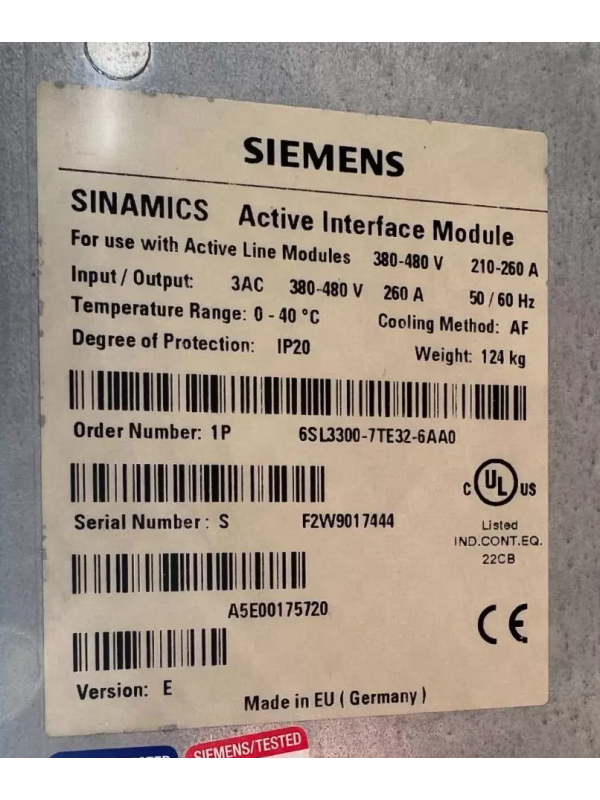 SIEMENS
SINAMICS Active Interface Module
For use with Active Line Modules 380-480 V 210-260 A
Input / Output: 3AC 380-480 V 260 A 50 / 60 Hz
Temperature Range: 0 - 40 °C Cooling Method: AF
Degree of Protection: IP20 Weight: 124 kg
Order Number: 1P 6SL3300-7TE32-6AA0
C UL US
Serial Number: S F2W9017444
Listed
IND.CONT.EQ.
22CB
A5E00175720
CE
Version: E
Made in EU ( Germany )
SIEMENS/TESTED